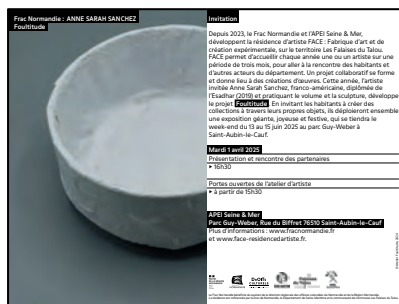 Frac Normandie : ANNE SARAH SANCHEZ
Foultitude
Invitation
Depuis 2023, le Frac Normandie et l'APEI Seine & Mer,
développent la résidence d'artiste FACE : Fabrique d'art et de
création expérimentale, sur le territoire Les Falaises du Talou.
FACE permet d'accueillir chaque année une ou un artiste sur une
période de trois mois, pour aller à la rencontre des habitants et
d'autres acteurs du département. Un projet collaboratif se forme
et donne lieu à des créations d'œuvres. Cette année, l'artiste
invitée Anne Sarah Sanchez, franco-américaine, diplômée de
l'Esadhar (2019) et pratiquant le volume et la sculpture, développe
le projet Foultitude. En invitant les habitants à créer des
collections à travers leurs propres objets, ils déploieront ensemble
une exposition géante, joyeuse et festive, qui se tiendra le
week-end du 13 au 15 juin 2025 au parc Guy-Weber à
Saint-Aubin-le-Cauf.
Mardi 1 avril 2025
Présentation et rencontre des partenaires
▸ 16h30
Portes ouvertes de l'atelier d'artiste
▸ à partir de 15h30
APEI Seine & Mer
Parc Guy-Weber, Rue du Biffret 76510 Saint-Aubin-le-Cauf
Plus d'informations : www.fracnormandie.fr
et www.face-residencedartiste.fr.